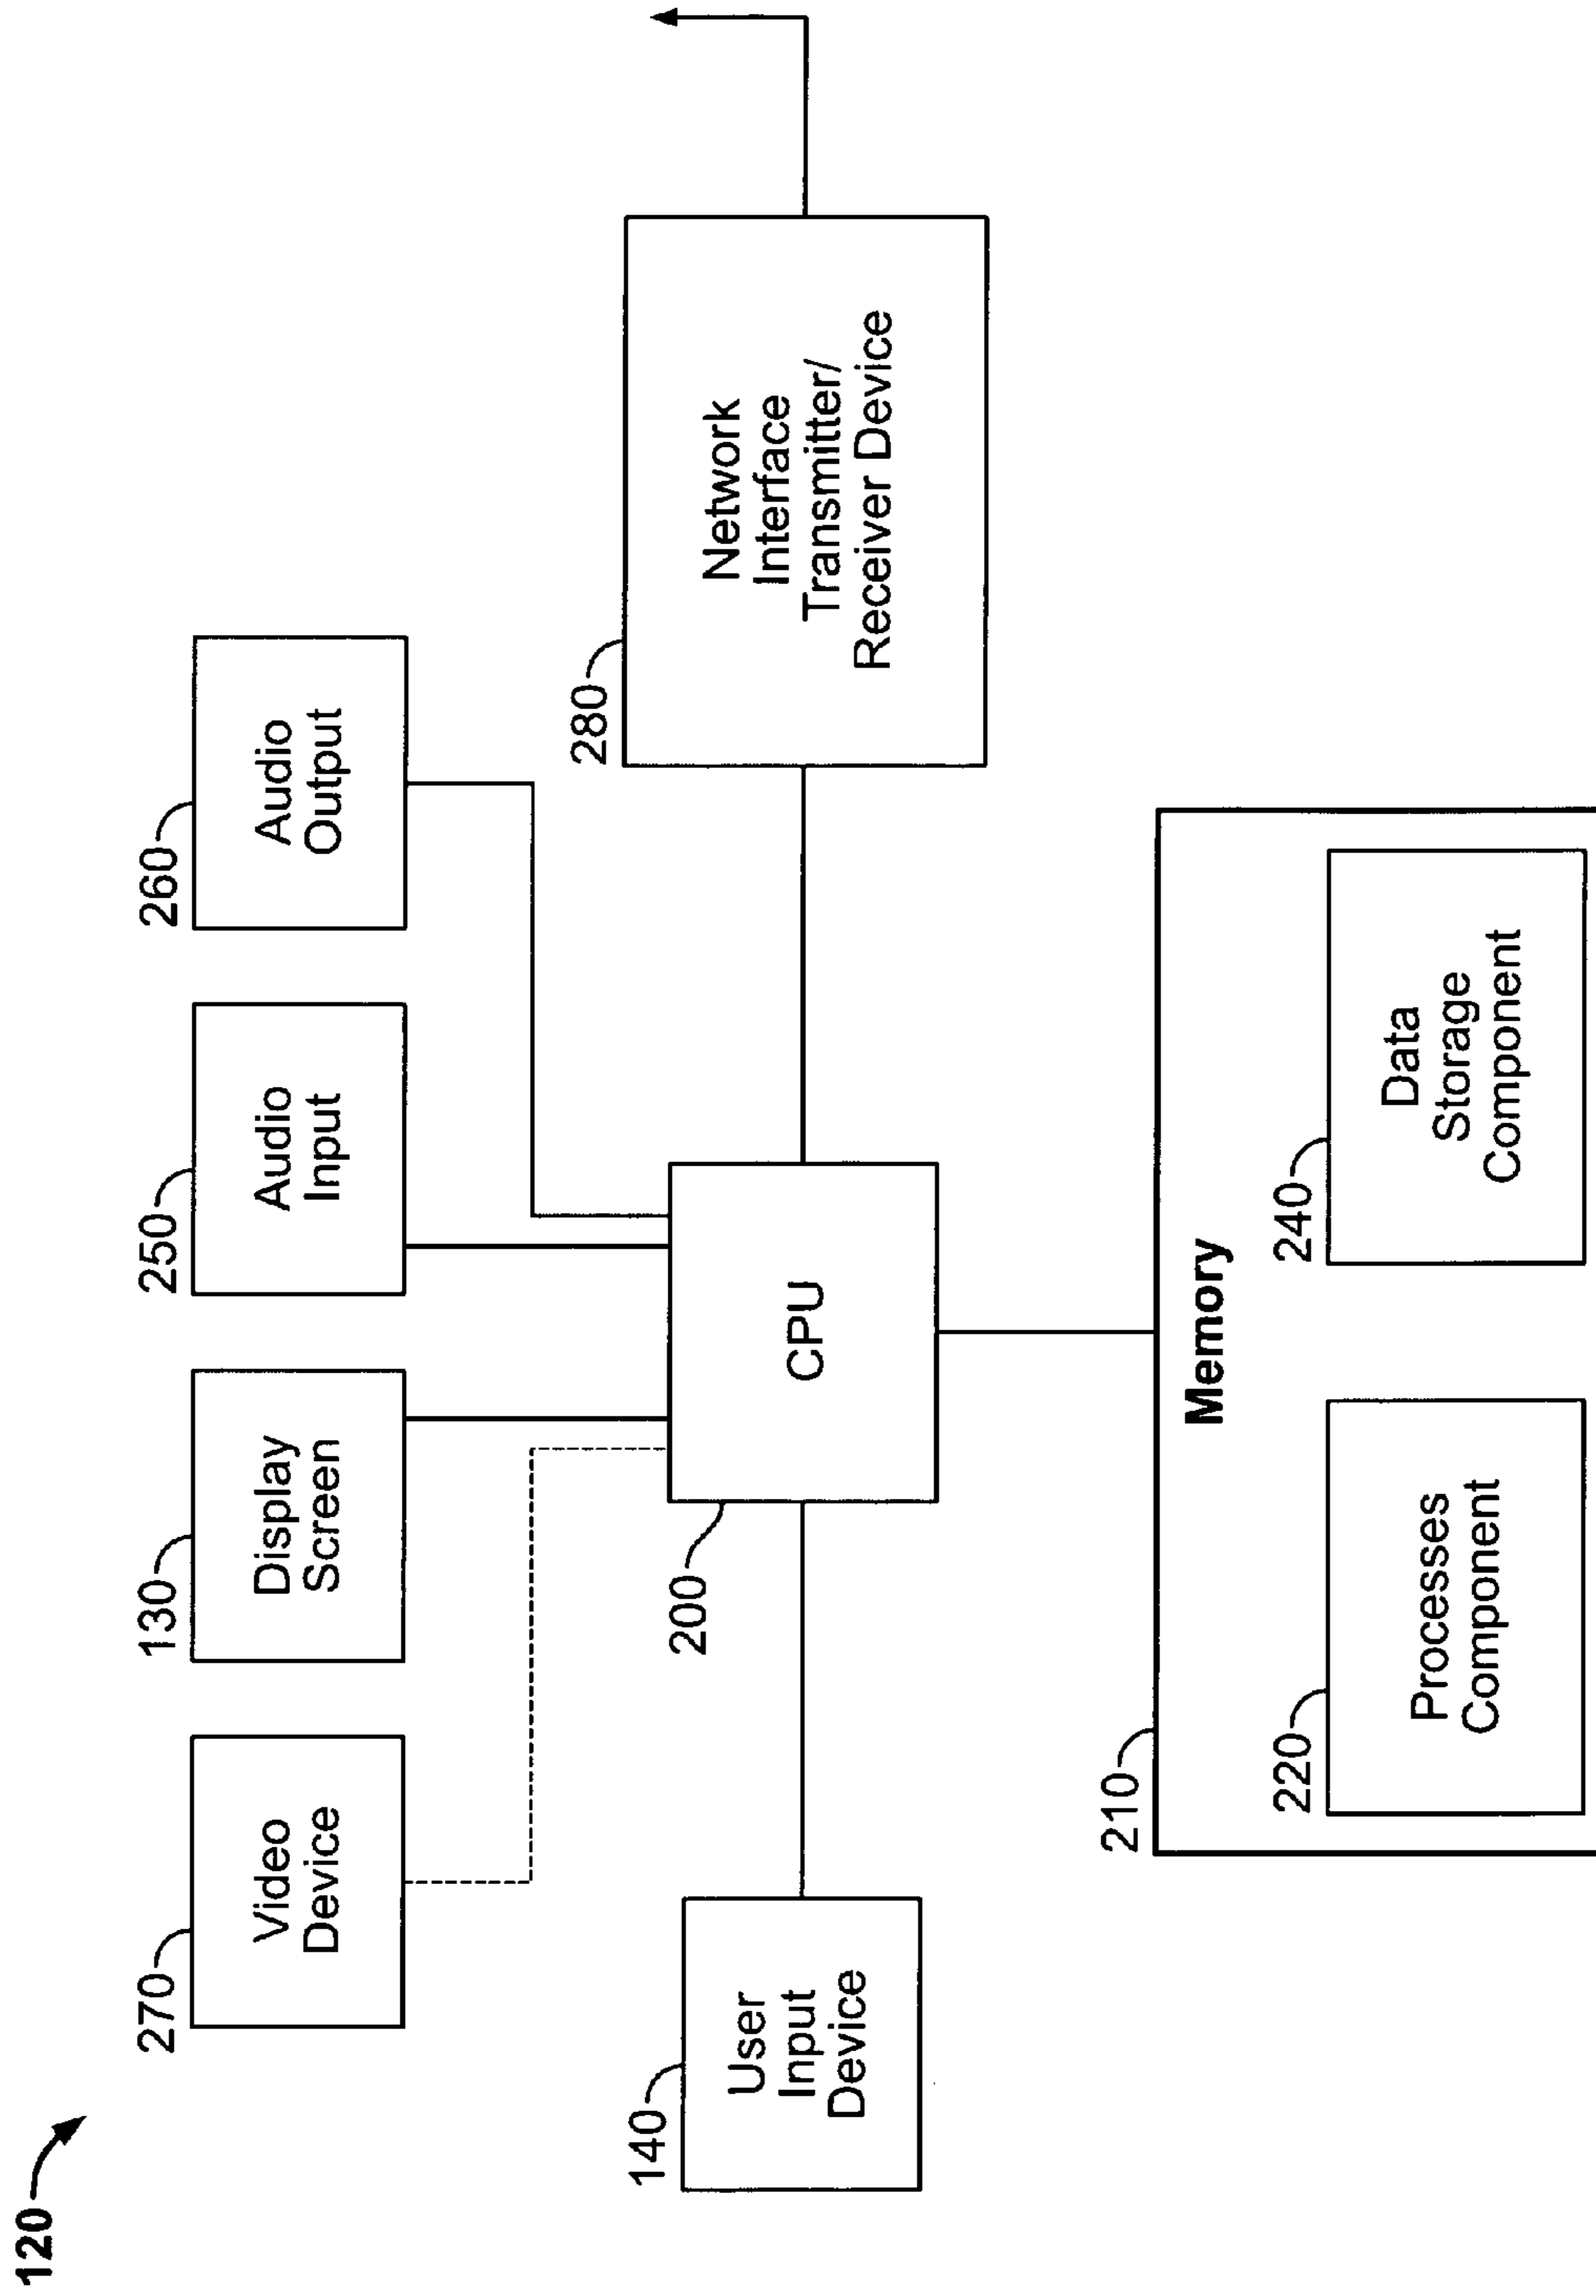 120
270
Video
Device
130
Display
Screen
250
Audio
Input
260
Audio
Output
140
User
Input
Device
200
CPU
280
Network
Interface
Transmitter/
Receiver Device
210
Memory
220
Processes
Component
240
Data
Storage
Component